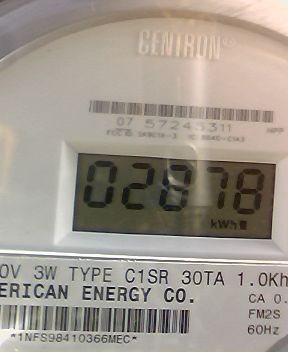 CENTRON®
07 57245311
HPP
02878
kWh
0V 3W TYPE C1SR 30TA 1.0Kh
ERICAN ENERGY CO.
CA 0.
FM2S
60Hz
*1NFS98410366MEC*